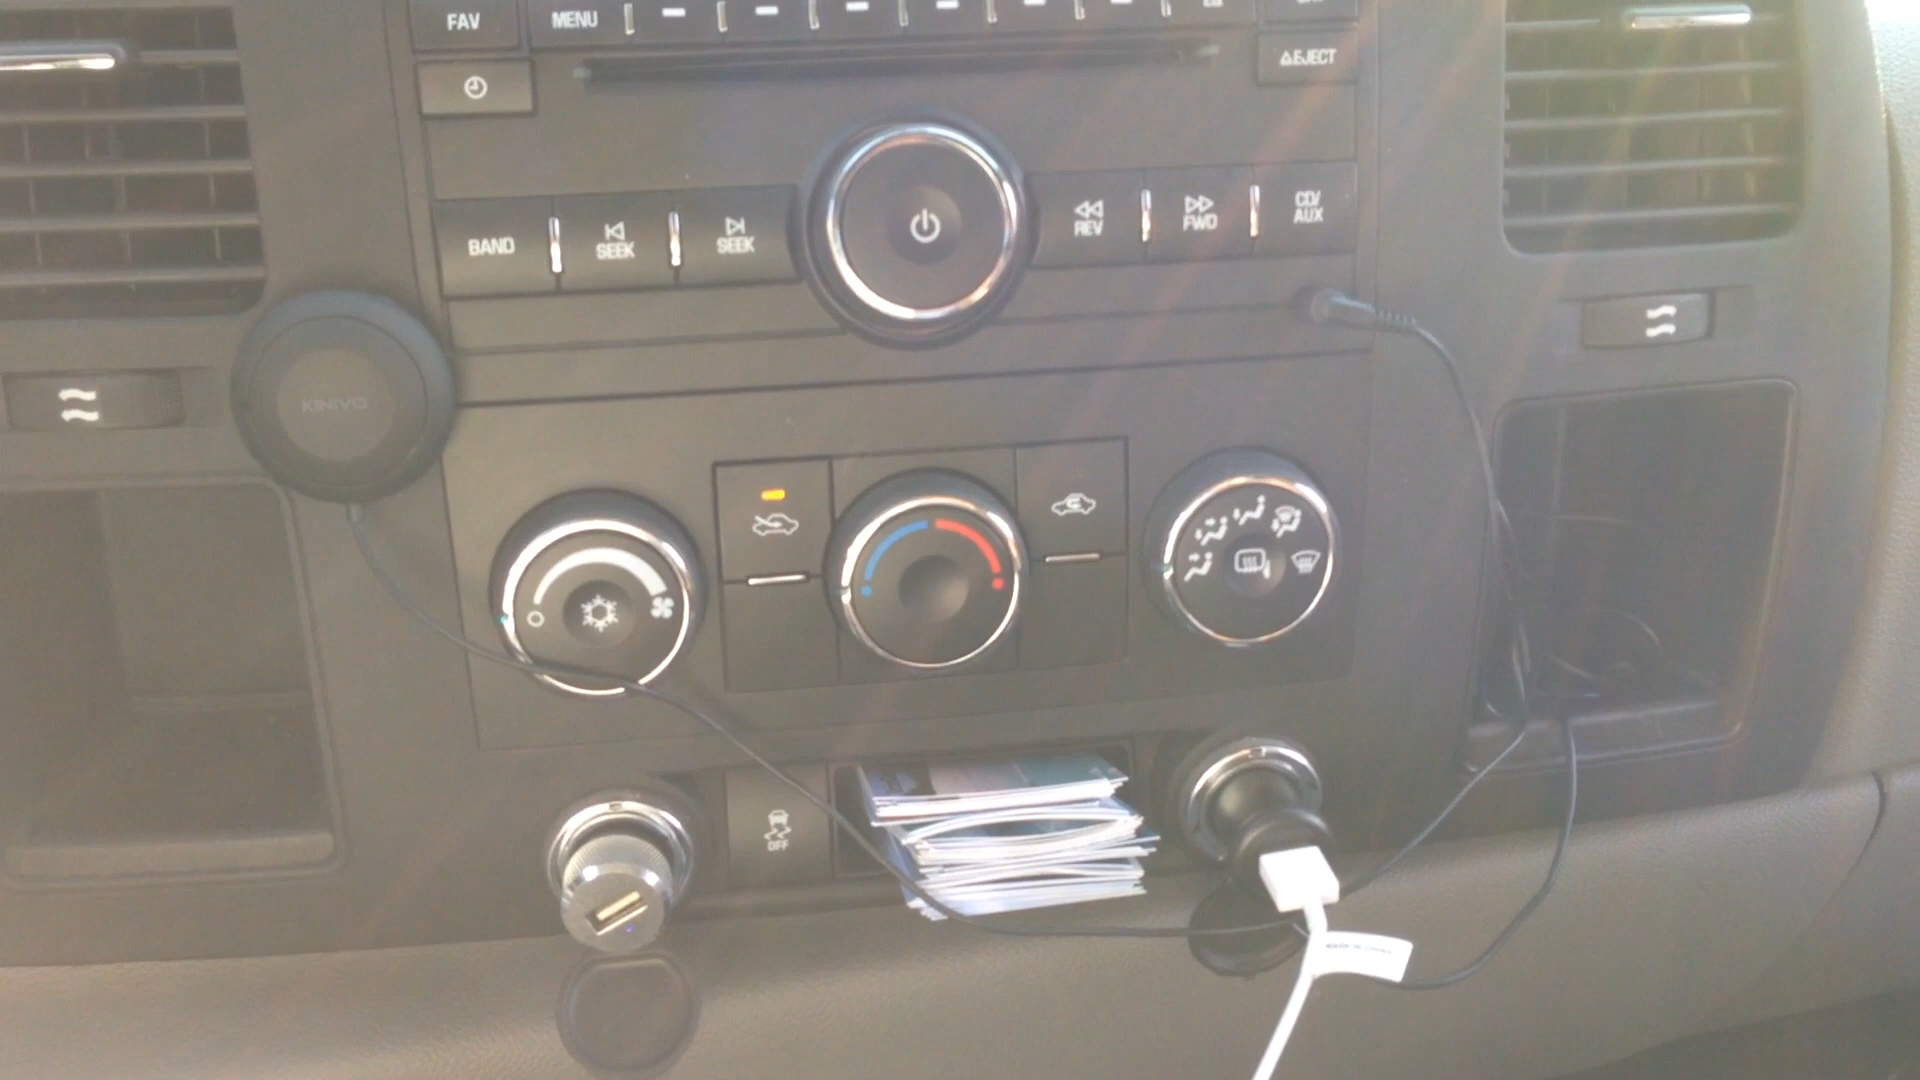 FAV
MENU
EJECT
BAND
SEEK
SEEK
REV
FWD
CD/
AUX
KINIVO
OFF